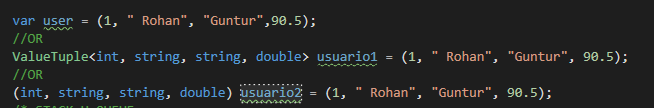 var user = (1, " Rohan", "Guntur",90.5);
//OR
ValueTuple<int, string, string, double> usuario1 = (1, " Rohan", "Guntur", 90.5);
//OR
(int, string, string, double) usuario2 = (1, " Rohan", "Guntur", 90.5);